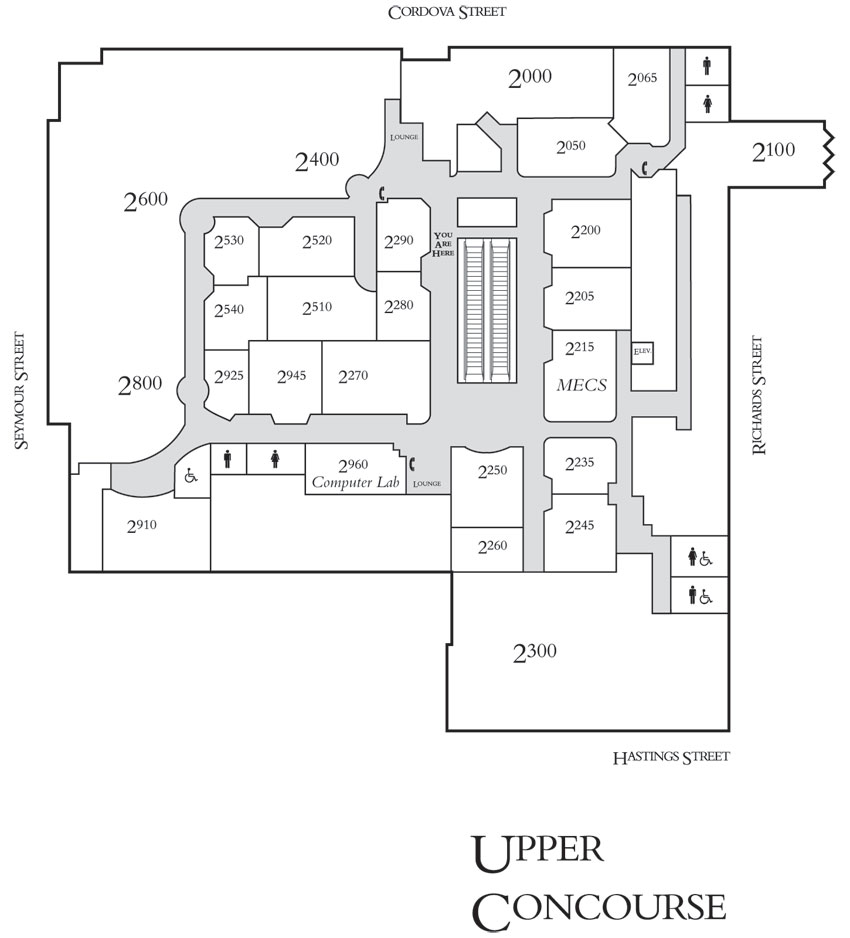 CORDOVA STREET
2000
2065
LOUNGE
2050
2100
2400
2600
2530
2520
2290
YOU
ARE
HERE
2200
2540
2510
2280
2205
2215
ELEV.
MECS
2800
2925
2945
2270
SEYMOUR STREET
RICHARDS STREET
2960
Computer Lab
LOUNGE
2250
2235
2910
2260
2245
2300
HASTINGS STREET
UPPER
CONCOURSE